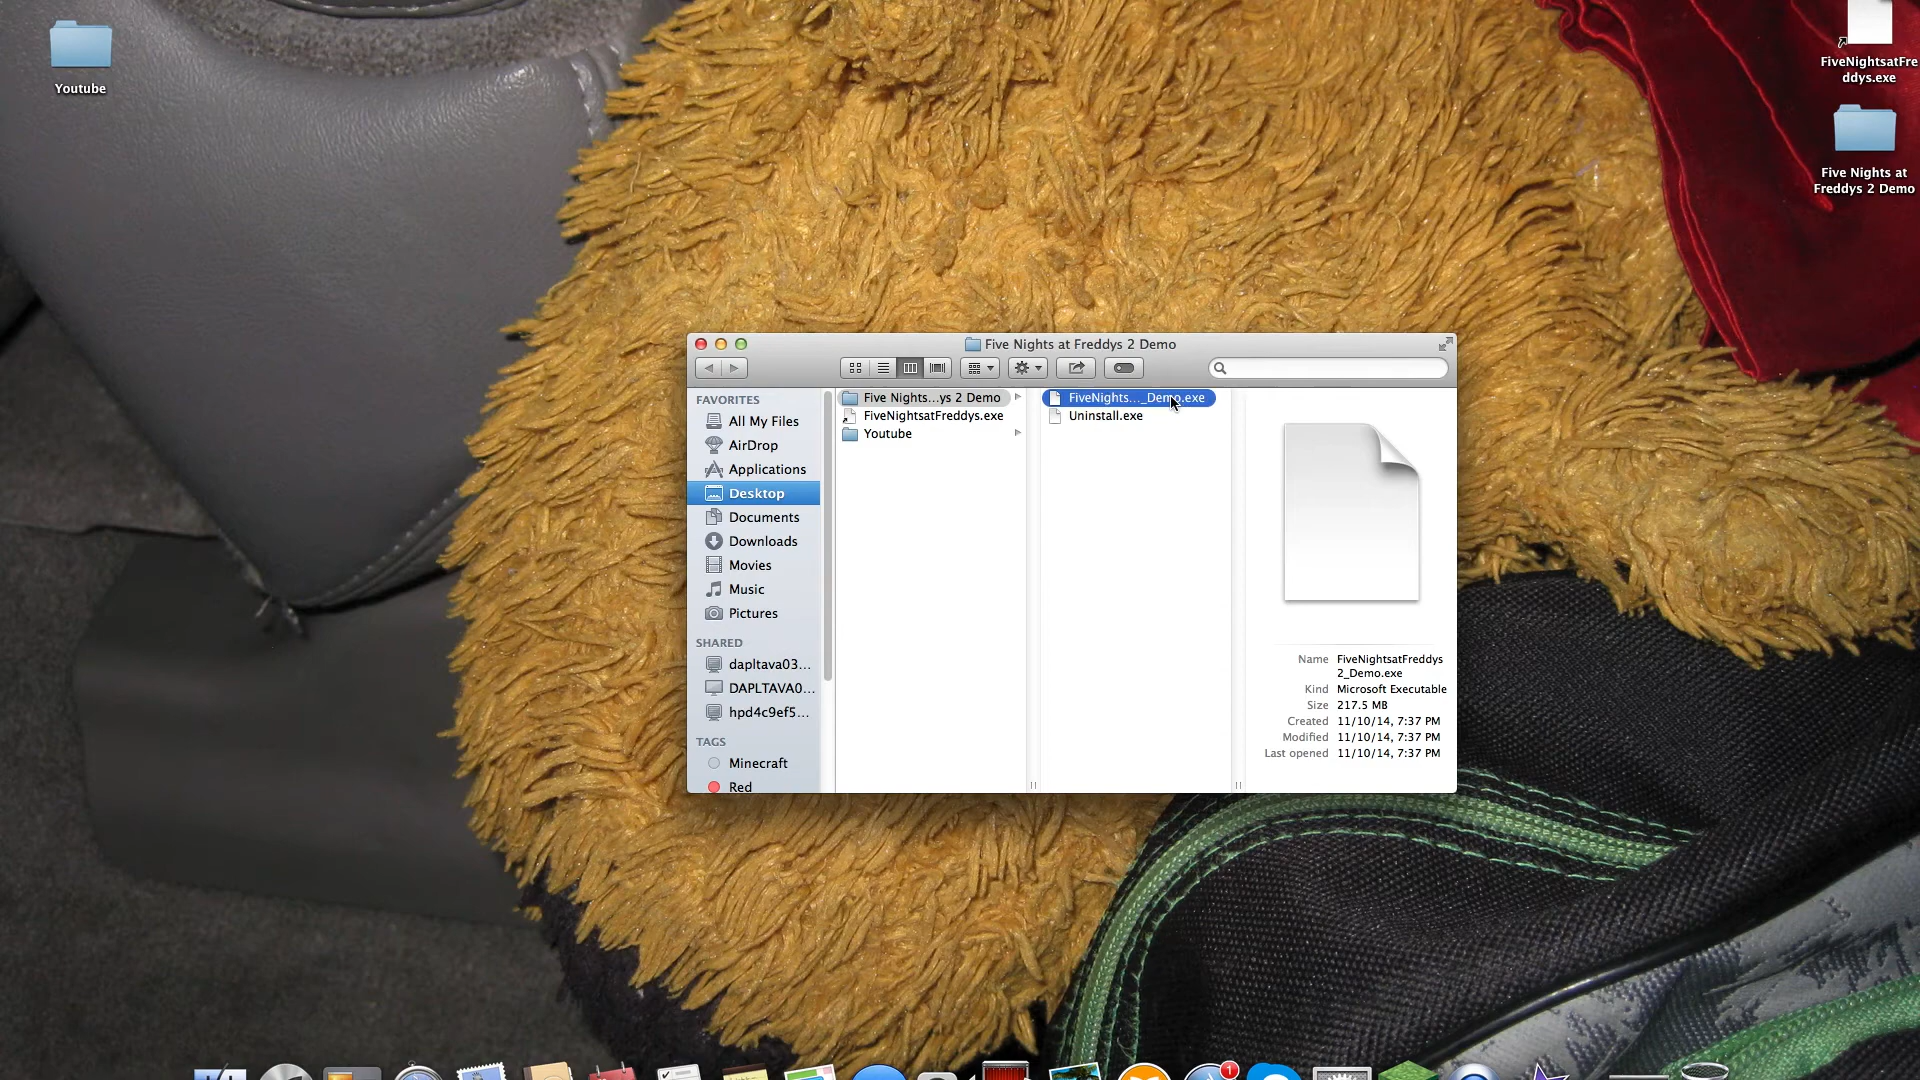 Youtube
FiveNightsatFre
ddys.exe
Five Nights at
Freddys 2 Demo
Five Nights at Freddys 2 Demo
FAVORITES
All My Files
AirDrop
Applications
Desktop
Documents
Downloads
Movies
Music
Pictures
SHARED
dapltava03...
DAPLTAVA0...
hpd4c9ef5...
TAGS
Minecraft
Red
Five Nights...ys 2 Demo
FiveNightsatFreddys.exe
Youtube
FiveNights..._Demo.exe
Uninstall.exe
Name FiveNightsatFreddys
2_Demo.exe
Kind Microsoft Executable
Size 217.5 MB
Created 11/10/14, 7:37 PM
Modified 11/10/14, 7:37 PM
Last opened 11/10/14, 7:37 PM
1